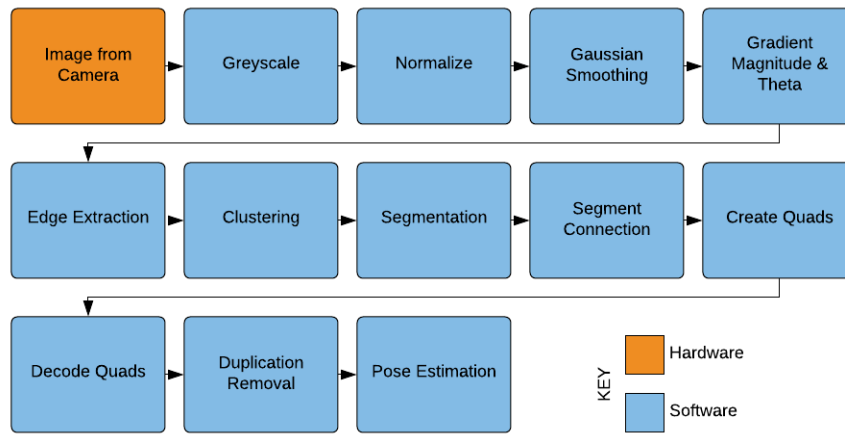 Image from
Camera
Greyscale
Normalize
Gaussian
Smoothing
Gradient
Magnitude &
Theta
Edge Extraction
Clustering
Segmentation
Segment
Connection
Create Quads
Decode Quads
Duplication
Removal
Pose Estimation
KEY
Hardware
Software